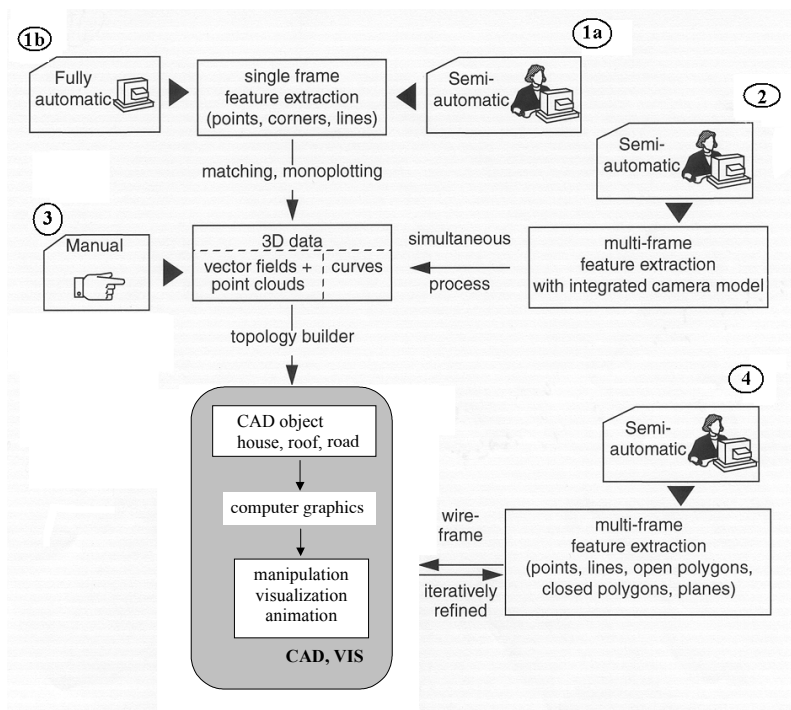 1b
1a
Fully
automatic
single frame
feature extraction
(points, corners, lines)
Semi-
automatic
2
Semi-
automatic
matching, monoplotting
3
Manual
3D data
vector fields +
point clouds
curves
simultaneous
process
multi-frame
feature extraction
with integrated camera model
topology builder
4
CAD object
house, roof, road
Semi-
automatic
computer graphics
wire-
frame
multi-frame
feature extraction
(points, lines, open polygons,
closed polygons, planes)
iteratively
refined
manipulation
visualization
animation
CAD, VIS